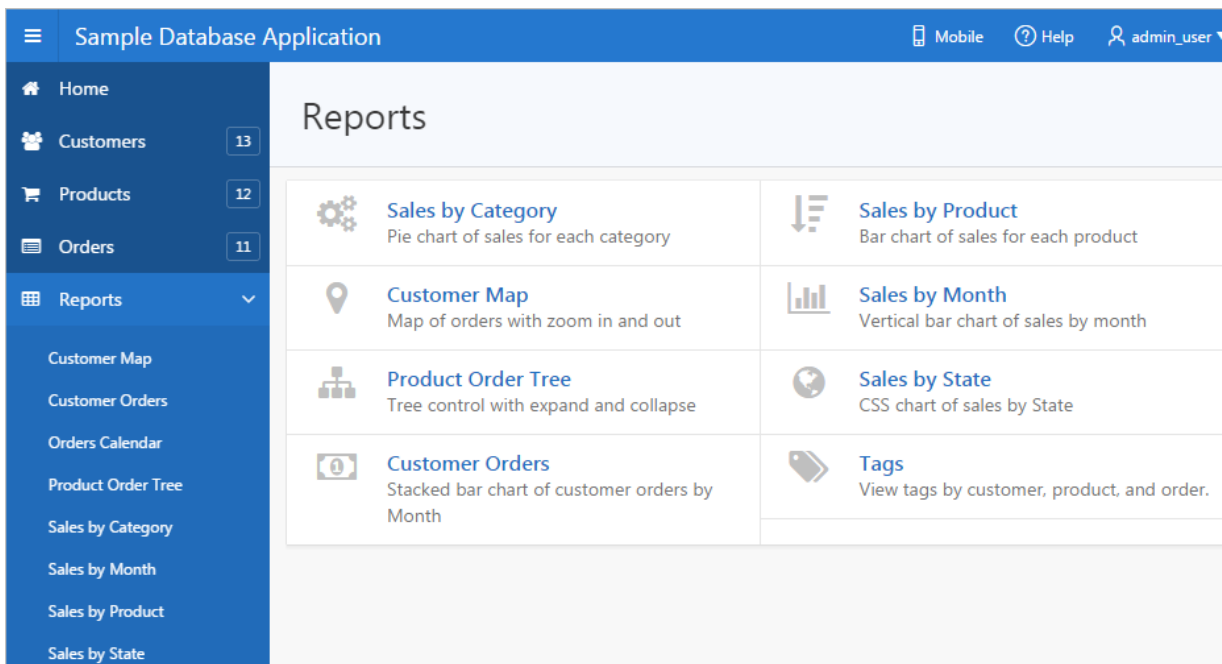 Sample Database Application
Mobile
Help
admin_user
Home
Customers 13
Products 12
Orders 11
Reports
Customer Map
Customer Orders
Orders Calendar
Product Order Tree
Sales by Category
Sales by Month
Sales by Product
Sales by State
Reports
Sales by Category
Pie chart of sales for each category
Sales by Product
Bar chart of sales for each product
Customer Map
Map of orders with zoom in and out
Sales by Month
Vertical bar chart of sales by month
Product Order Tree
Tree control with expand and collapse
Sales by State
CSS chart of sales by State
Customer Orders
Stacked bar chart of customer orders by
Month
Tags
View tags by customer, product, and order.